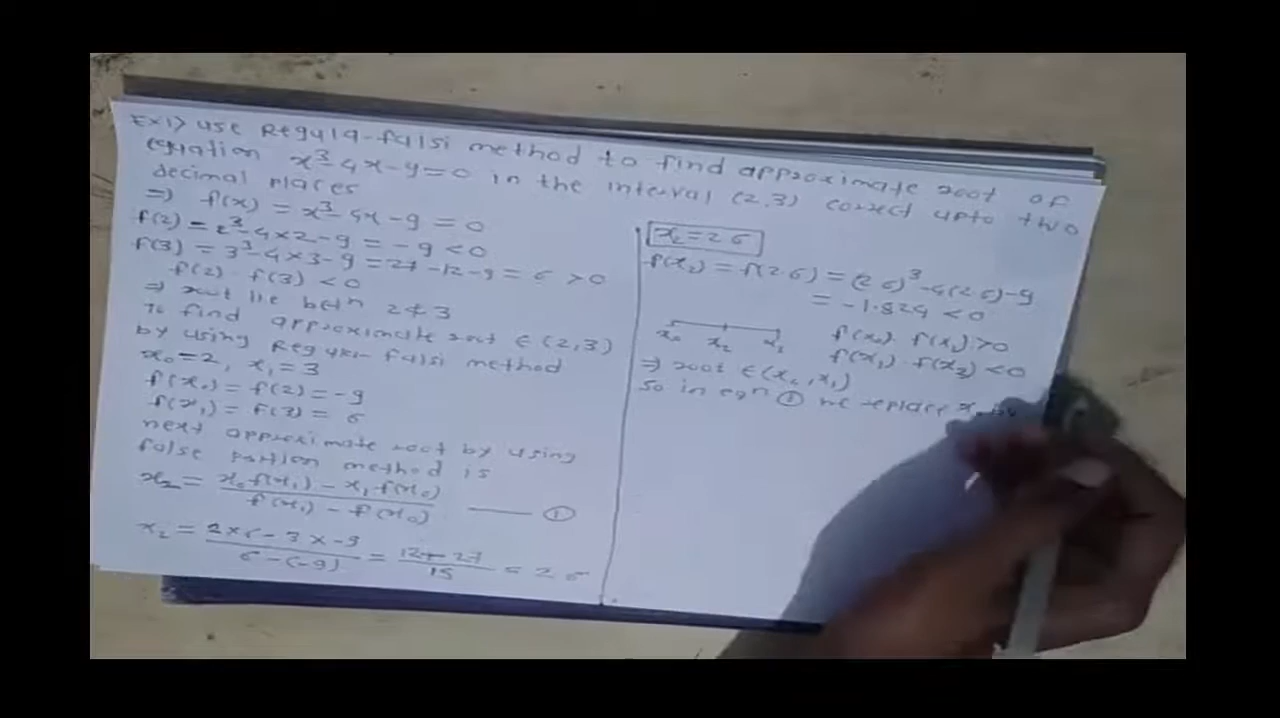 Ex1> use Regula-falsi method to find approximate root of
equation x³-4x-9=0 in the interval (2,3) correct upto two
decimal places
⇒ f(x) = x³-4x-9 = 0
f(2) = 2³-4×2-9 = -9 <0
f(3) = 3³-4×3-9 = 27-12-9 = 6 >0
f(2) · f(3) <0
⇒ root lie betn 2 & 3
To find approximate root ∈ (2,3)
by using Regula-falsi method
x₀=2, x₁=3
f(x₀) = f(2) = -9
f(x₁) = f(3) = 6
next approximate root by using
false position method is
x₂ = x₀f(x₁) - x₁f(x₀) / f(x₁) - f(x₀) —— ①
x₂ = 2×6-3×-9 / 6-(-9) = 12+27 / 15 = 2.6
x₂=2.6
f(x₂) = f(2.6) = (2.6)³-4(2.6)-9
= -1.824 <0
x₀ x₂ x₁
f(x₀)·f(x₂) >0
f(x₁)·f(x₂) <0
⇒ root ∈ (x₂,x₁)
so in eqn ① we replace x₀ by